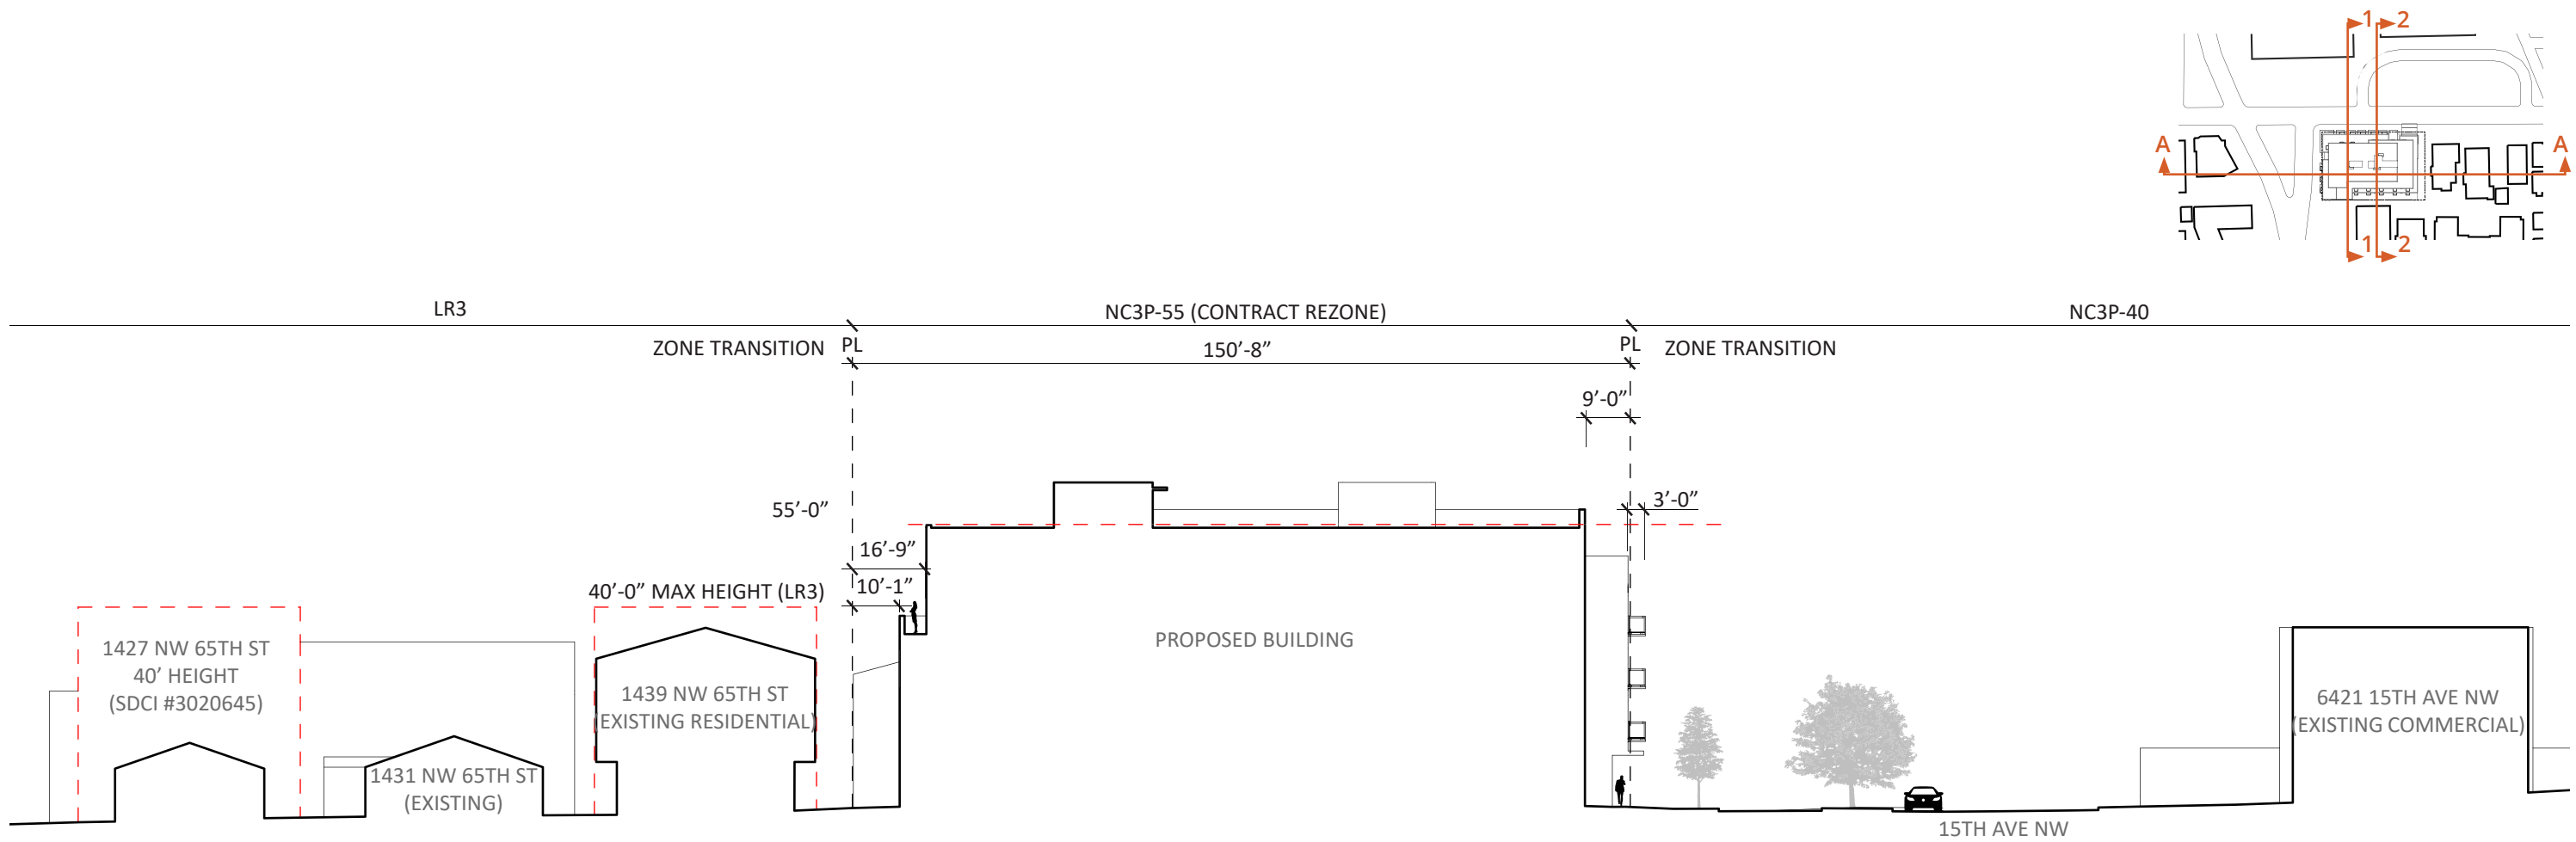 1 2
A A
1 2
LR3 NC3P-55 (CONTRACT REZONE) NC3P-40
ZONE TRANSITION PL 150’-8” PL ZONE TRANSITION
9’-0”
55’-0” 3’-0”
16’-9”
40’-0” MAX HEIGHT (LR3) 10’-1”
1427 NW 65TH ST
40’ HEIGHT
(SDCI #3020645)
1431 NW 65TH ST
(EXISTING)
1439 NW 65TH ST
(EXISTING RESIDENTIAL)
PROPOSED BUILDING
6421 15TH AVE NW
(EXISTING COMMERCIAL)
15TH AVE NW